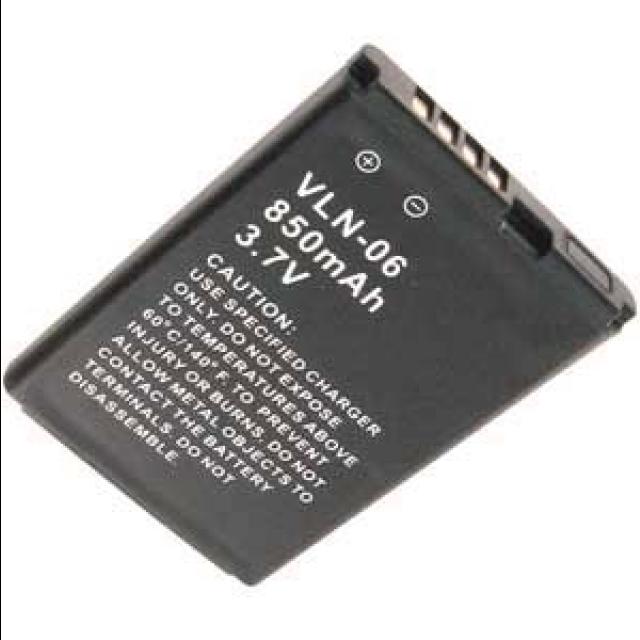 ⊕
⊖
VLN-06
850mAh
3.7V
CAUTION:
USE SPECIFIED CHARGER
ONLY. DO NOT EXPOSE
TO TEMPERATURES ABOVE
60°C/140°F. TO PREVENT
INJURY OR BURNS, DO NOT
ALLOW METAL OBJECTS TO
CONTACT THE BATTERY
TERMINALS. DO NOT
DISASSEMBLE.